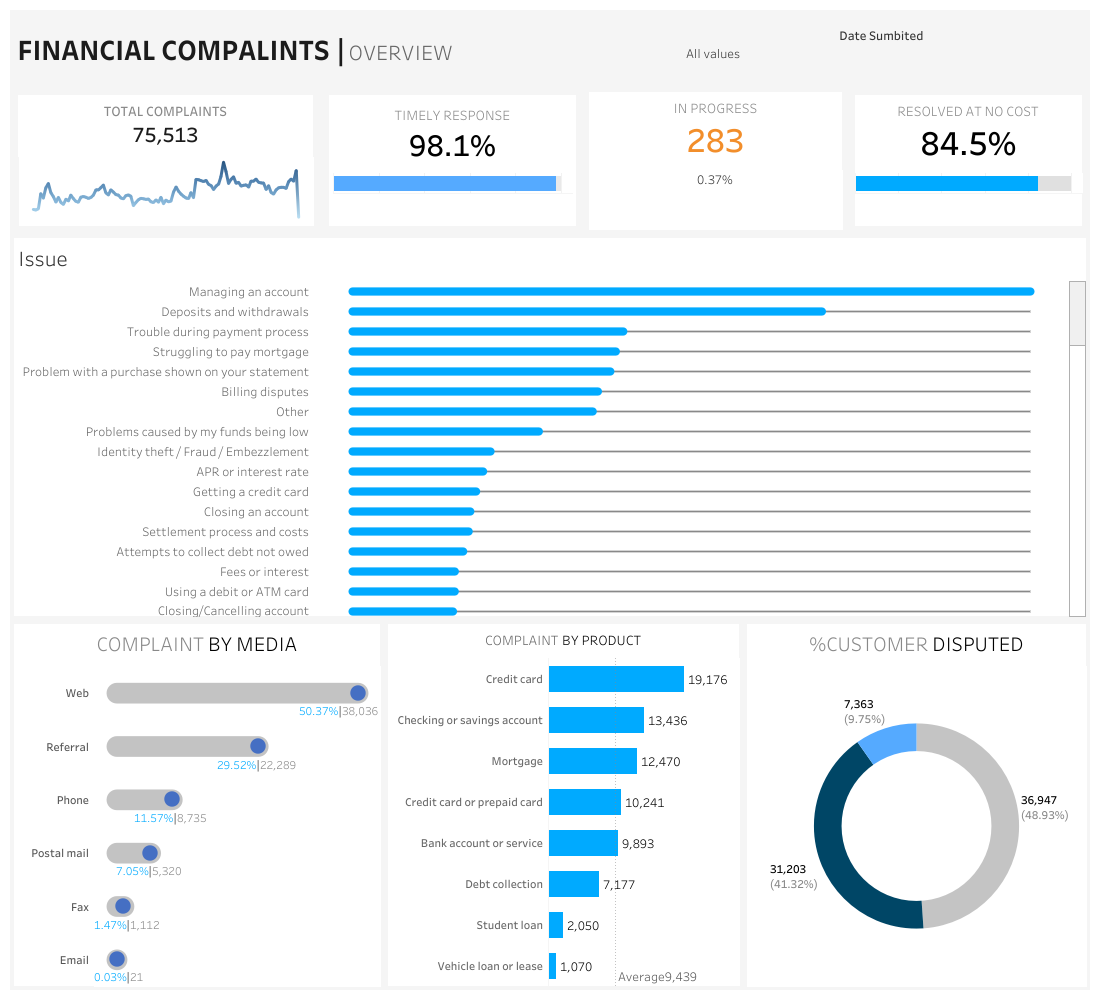 FINANCIAL COMPALINTS | OVERVIEW
Date Sumbited
All values
TOTAL COMPLAINTS
75,513
TIMELY RESPONSE
98.1%
IN PROGRESS
283
0.37%
RESOLVED AT NO COST
84.5%
Issue
Managing an account
Deposits and withdrawals
Trouble during payment process
Struggling to pay mortgage
Problem with a purchase shown on your statement
Billing disputes
Other
Problems caused by my funds being low
Identity theft / Fraud / Embezzlement
APR or interest rate
Getting a credit card
Closing an account
Settlement process and costs
Attempts to collect debt not owed
Fees or interest
Using a debit or ATM card
Closing/Cancelling account
COMPLAINT BY MEDIA
Web
50.37%|38,036
Referral
29.52%|22,289
Phone
11.57%|8,735
Postal mail
7.05%|5,320
Fax
1.47%|1,112
Email
0.03%|21
COMPLAINT BY PRODUCT
Credit card 19,176
Checking or savings account 13,436
Mortgage 12,470
Credit card or prepaid card 10,241
Bank account or service 9,893
Debt collection 7,177
Student loan 2,050
Vehicle loan or lease 1,070
Average9,439
%CUSTOMER DISPUTED
7,363
(9.75%)
36,947
(48.93%)
31,203
(41.32%)